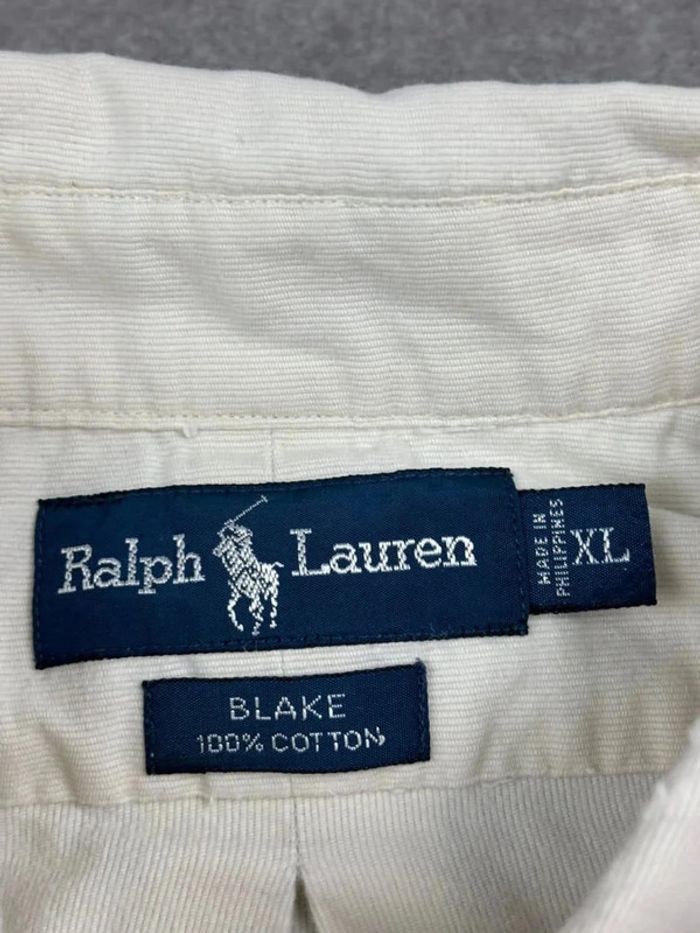 Ralph Lauren
MADE IN
PHILIPPINES
XL
BLAKE
100% COTTON